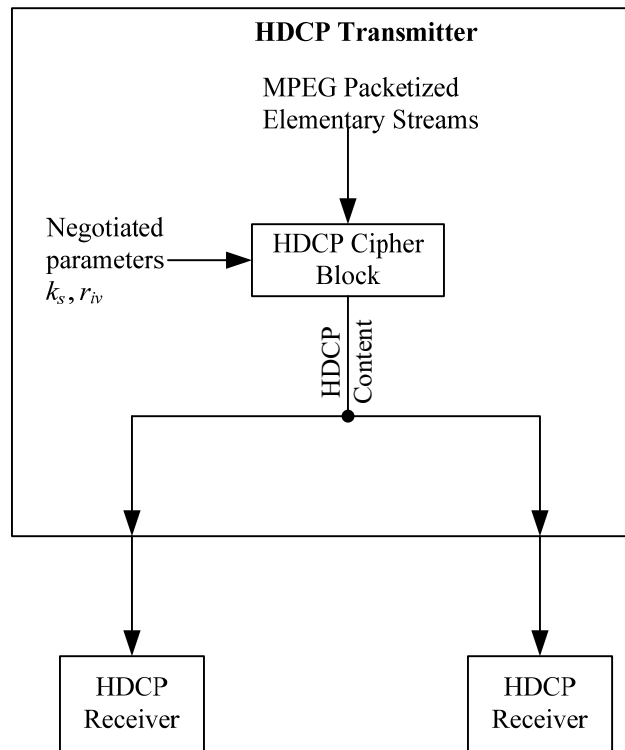 HDCP Transmitter
MPEG Packetized
Elementary Streams
Negotiated
parameters
k_s, r_iv
HDCP Cipher
Block
HDCP
Content
HDCP
Receiver
HDCP
Receiver